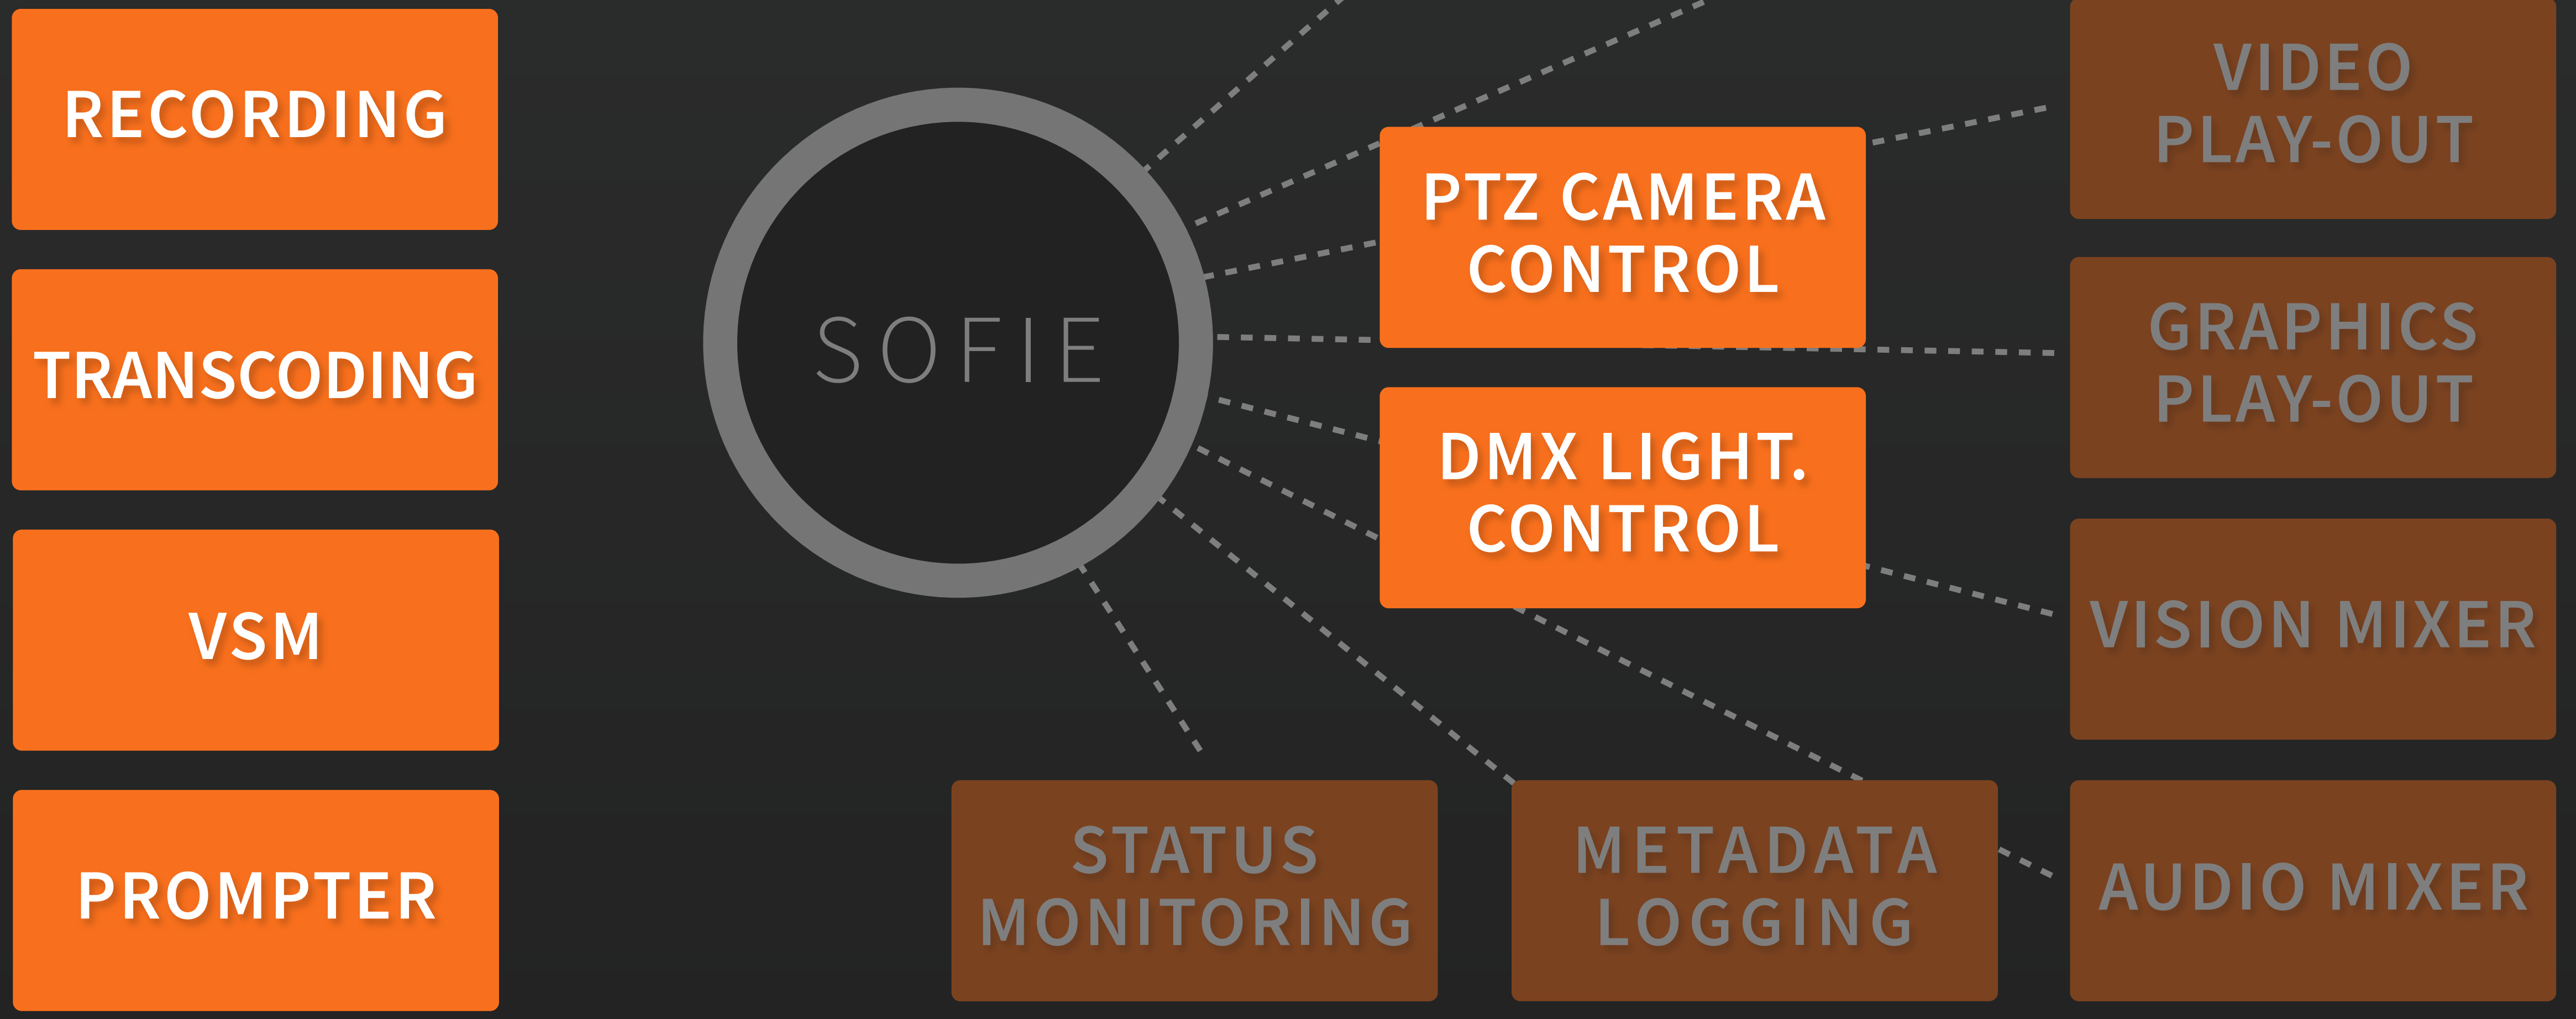 RECORDING
TRANSCODING
VSM
PROMPTER
SOFIE
PTZ CAMERA
CONTROL
DMX LIGHT.
CONTROL
STATUS
MONITORING
METADATA
LOGGING
VIDEO
PLAY-OUT
GRAPHICS
PLAY-OUT
VISION MIXER
AUDIO MIXER